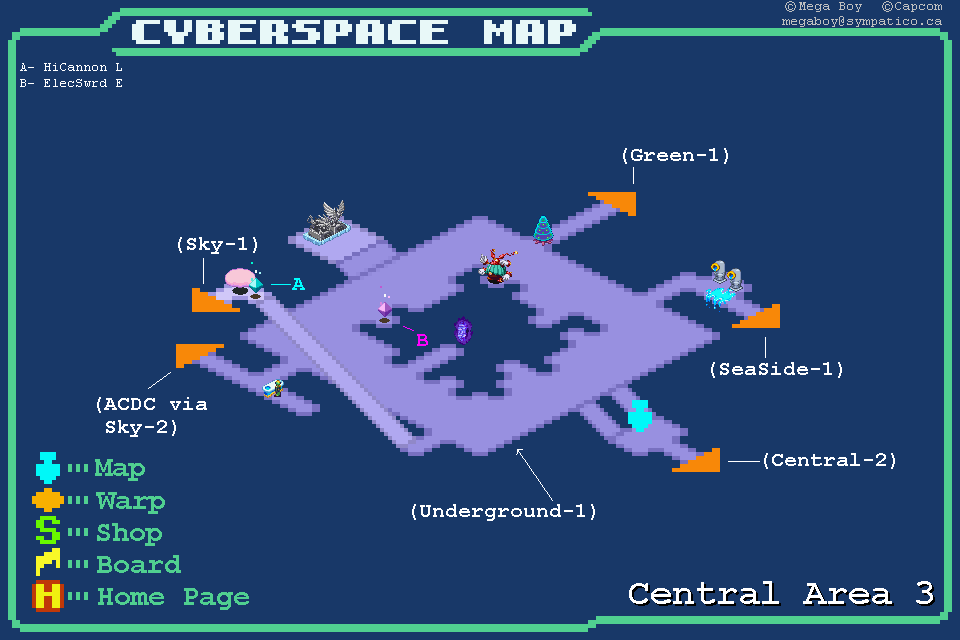 ©Mega Boy ©Capcom
megaboy@sympatico.ca
CYBERSPACE MAP
A- HiCannon L
B- ElecSwrd E
(Green-1)
(Sky-1)
A
B
(SeaSide-1)
(ACDC via
Sky-2)
(Central-2)
(Underground-1)
Map
Warp
S
Shop
Board
H
Home Page
Central Area 3